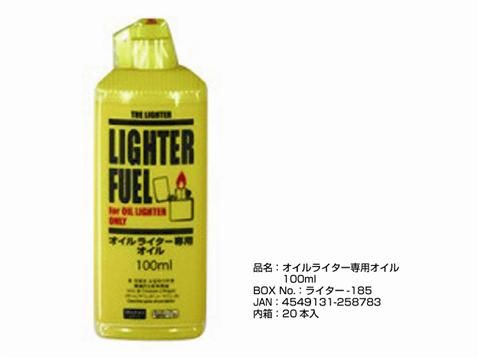 THE LIGHTER
LIGHTER
FUEL
For OIL LIGHTER
ONLY
オイルライター専用
オイル
100ml
品名：オイルライター専用オイル
100ml
BOX No.：ライター-185
JAN：4549131-258783
内箱：20本入